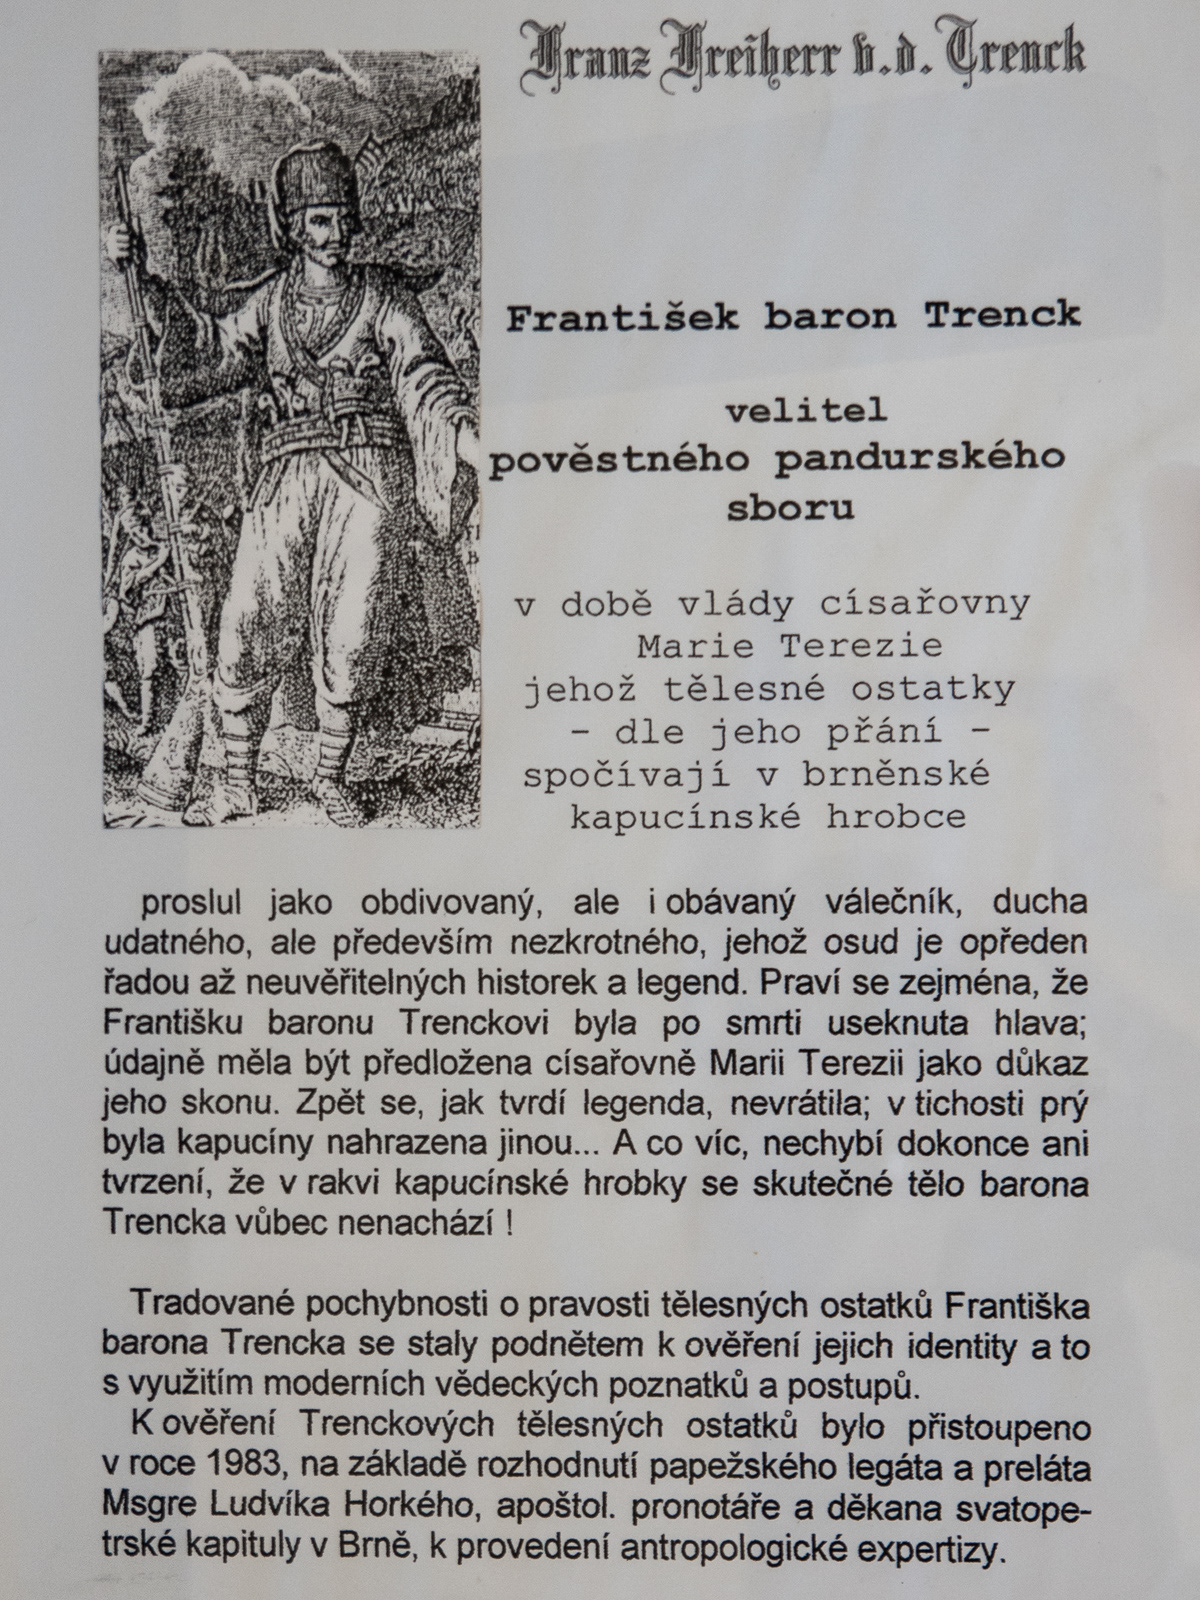 Franz Freiherr v.d. Trenck
František baron Trenck
velitel
pověstného pandurského
sboru
v době vlády císařovny
Marie Terezie
jehož tělesné ostatky
- dle jeho přání -
spočívají v brněnské
kapucínské hrobce
proslul jako obdivovaný, ale i obávaný válečník, ducha
udatného, ale především nezkrotného, jehož osud je opředen
řadou až neuvěřitelných historek a legend. Praví se zejména, že
Františku baronu Trenckovi byla po smrti useknuta hlava;
údajně měla být předložena císařovně Marii Terezii jako důkaz
jeho skonu. Zpět se, jak tvrdí legenda, nevrátila; v tichosti prý
byla kapucíny nahrazena jinou... A co víc, nechybí dokonce ani
tvrzení, že v rakvi kapucínské hrobky se skutečné tělo barona
Trencka vůbec nenachází !
Tradované pochybnosti o pravosti tělesných ostatků Františka
barona Trencka se staly podnětem k ověření jejich identity a to
s využitím moderních vědeckých poznatků a postupů.
K ověření Trenckových tělesných ostatků bylo přistoupeno
v roce 1983, na základě rozhodnutí papežského legáta a preláta
Msgre Ludvíka Horkého, apoštol. pronotáře a děkana svatope-
trské kapituly v Brně, k provedení antropologické expertizy.